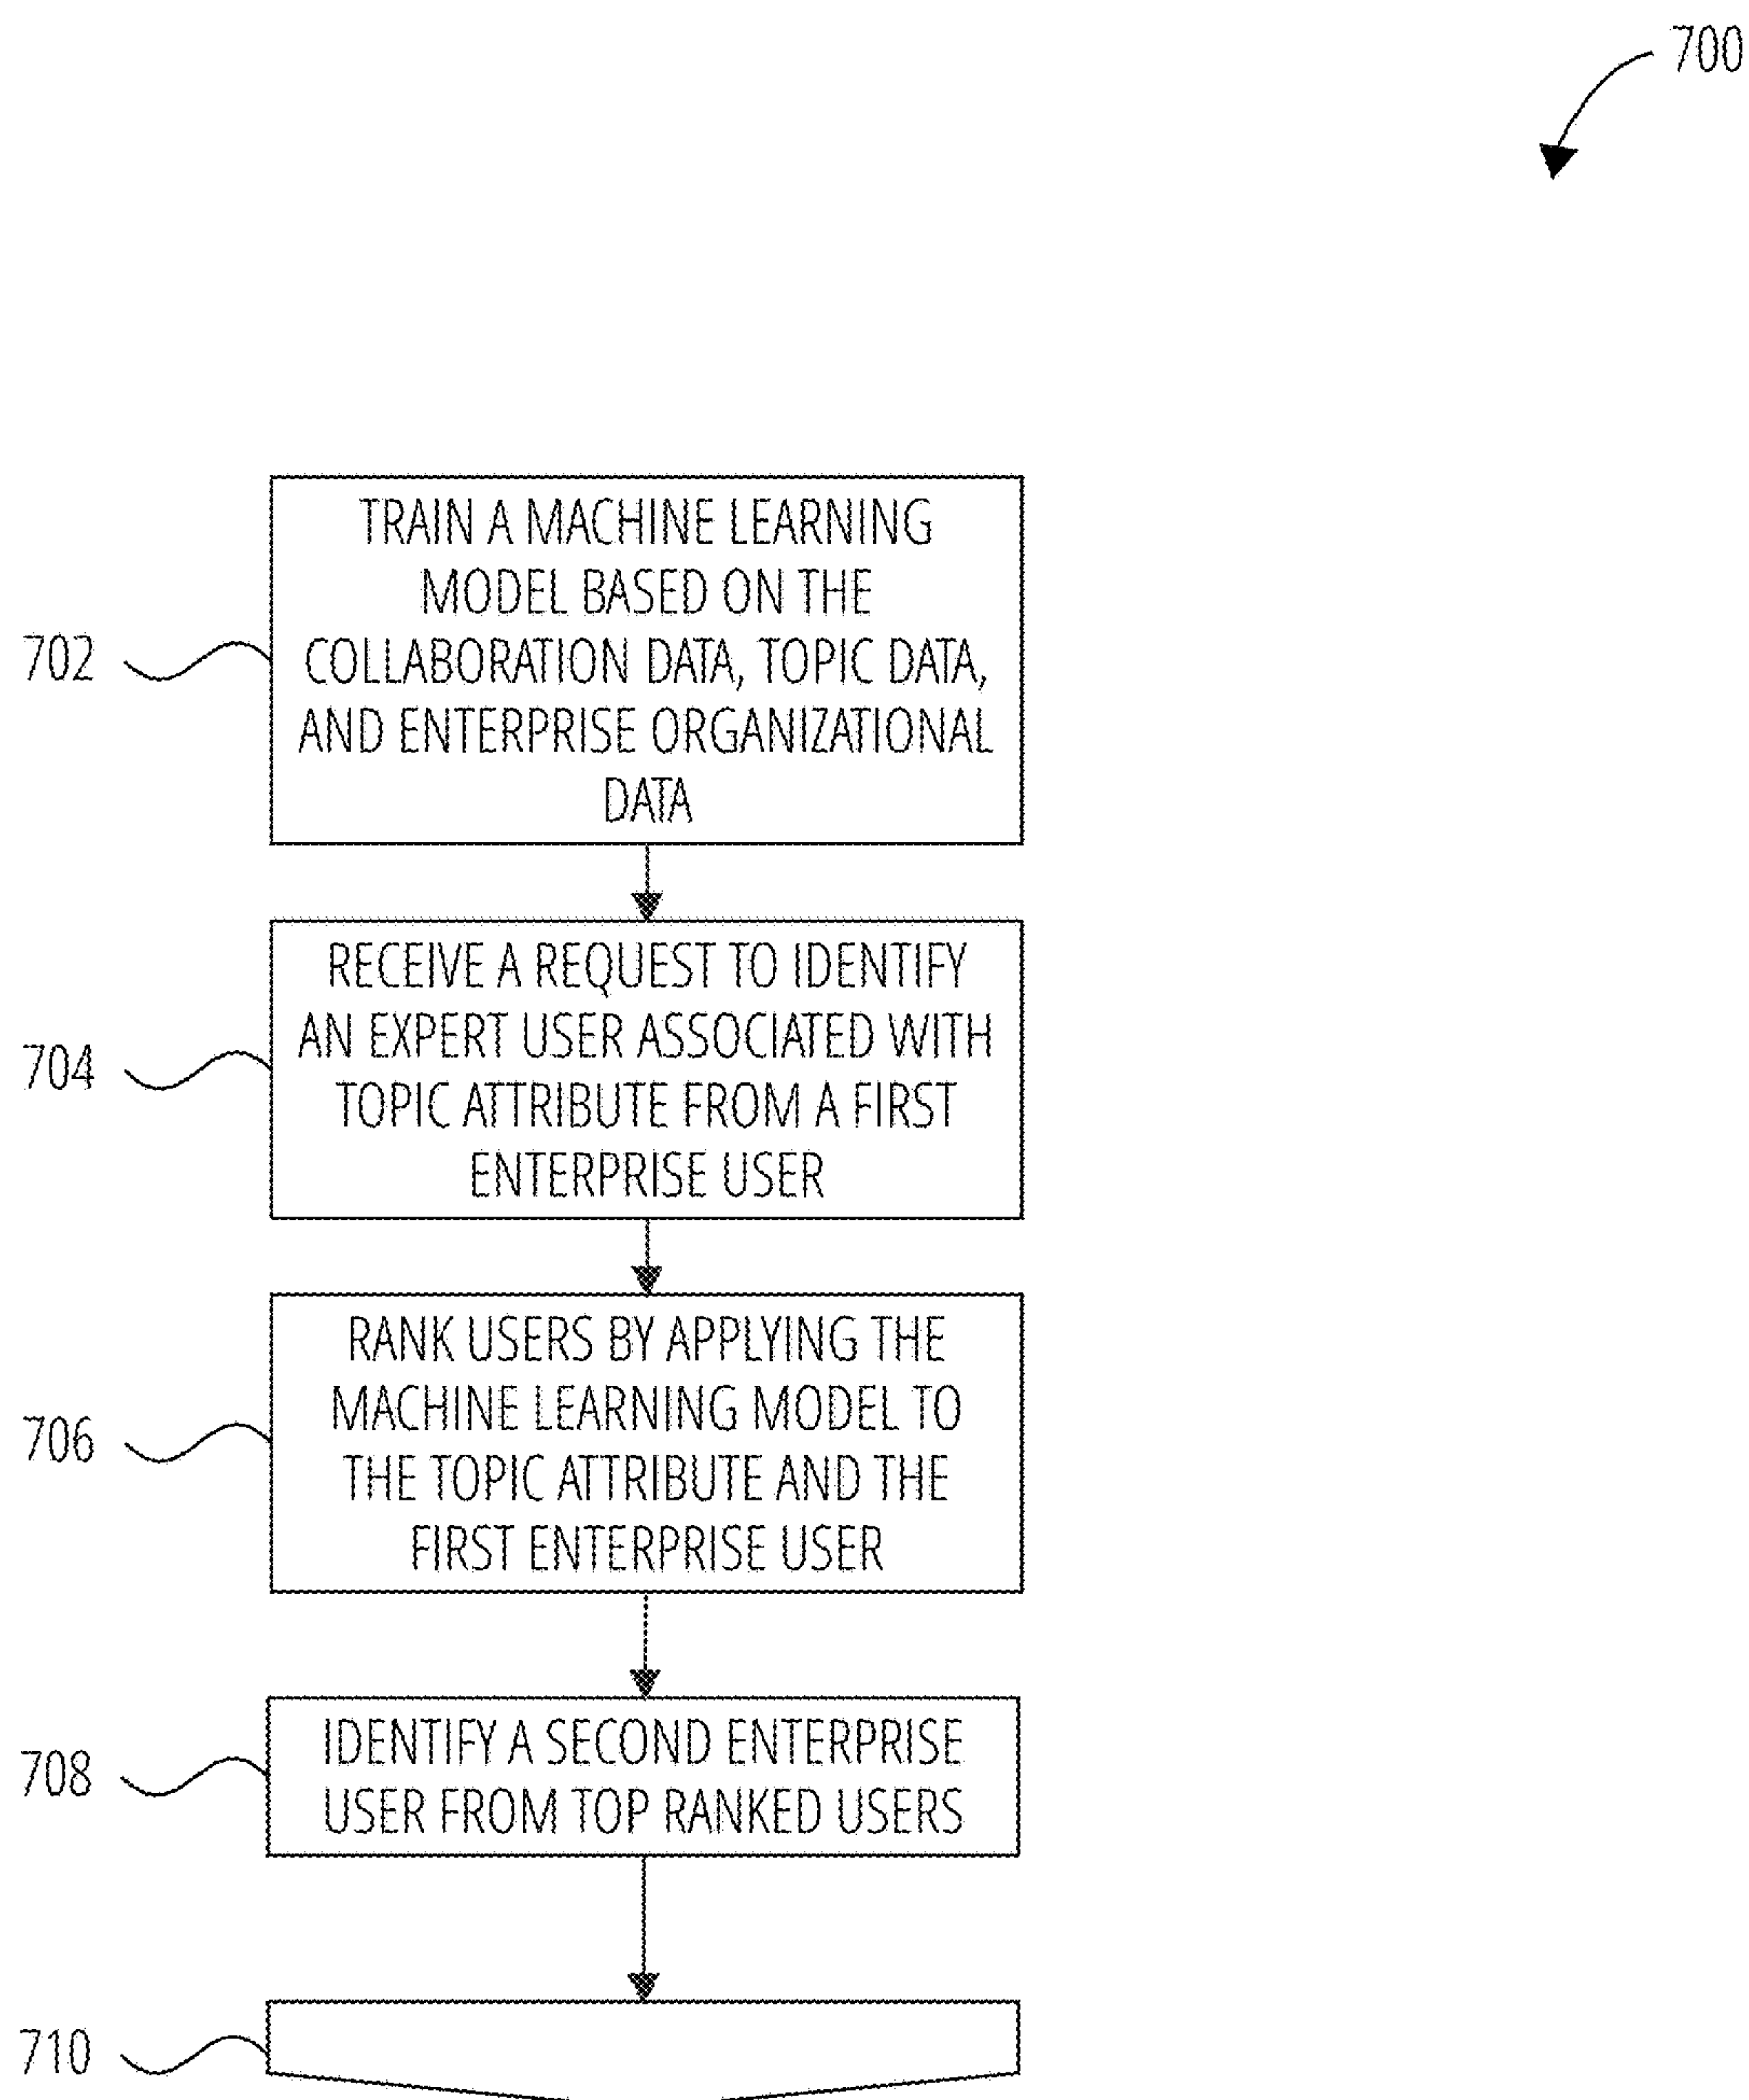 700
TRAIN A MACHINE LEARNING
MODEL BASED ON THE
COLLABORATION DATA, TOPIC DATA,
AND ENTERPRISE ORGANIZATIONAL
DATA
702
RECEIVE A REQUEST TO IDENTIFY
AN EXPERT USER ASSOCIATED WITH
TOPIC ATTRIBUTE FROM A FIRST
ENTERPRISE USER
704
RANK USERS BY APPLYING THE
MACHINE LEARNING MODEL TO
THE TOPIC ATTRIBUTE AND THE
FIRST ENTERPRISE USER
706
IDENTIFY A SECOND ENTERPRISE
USER FROM TOP RANKED USERS
708
710